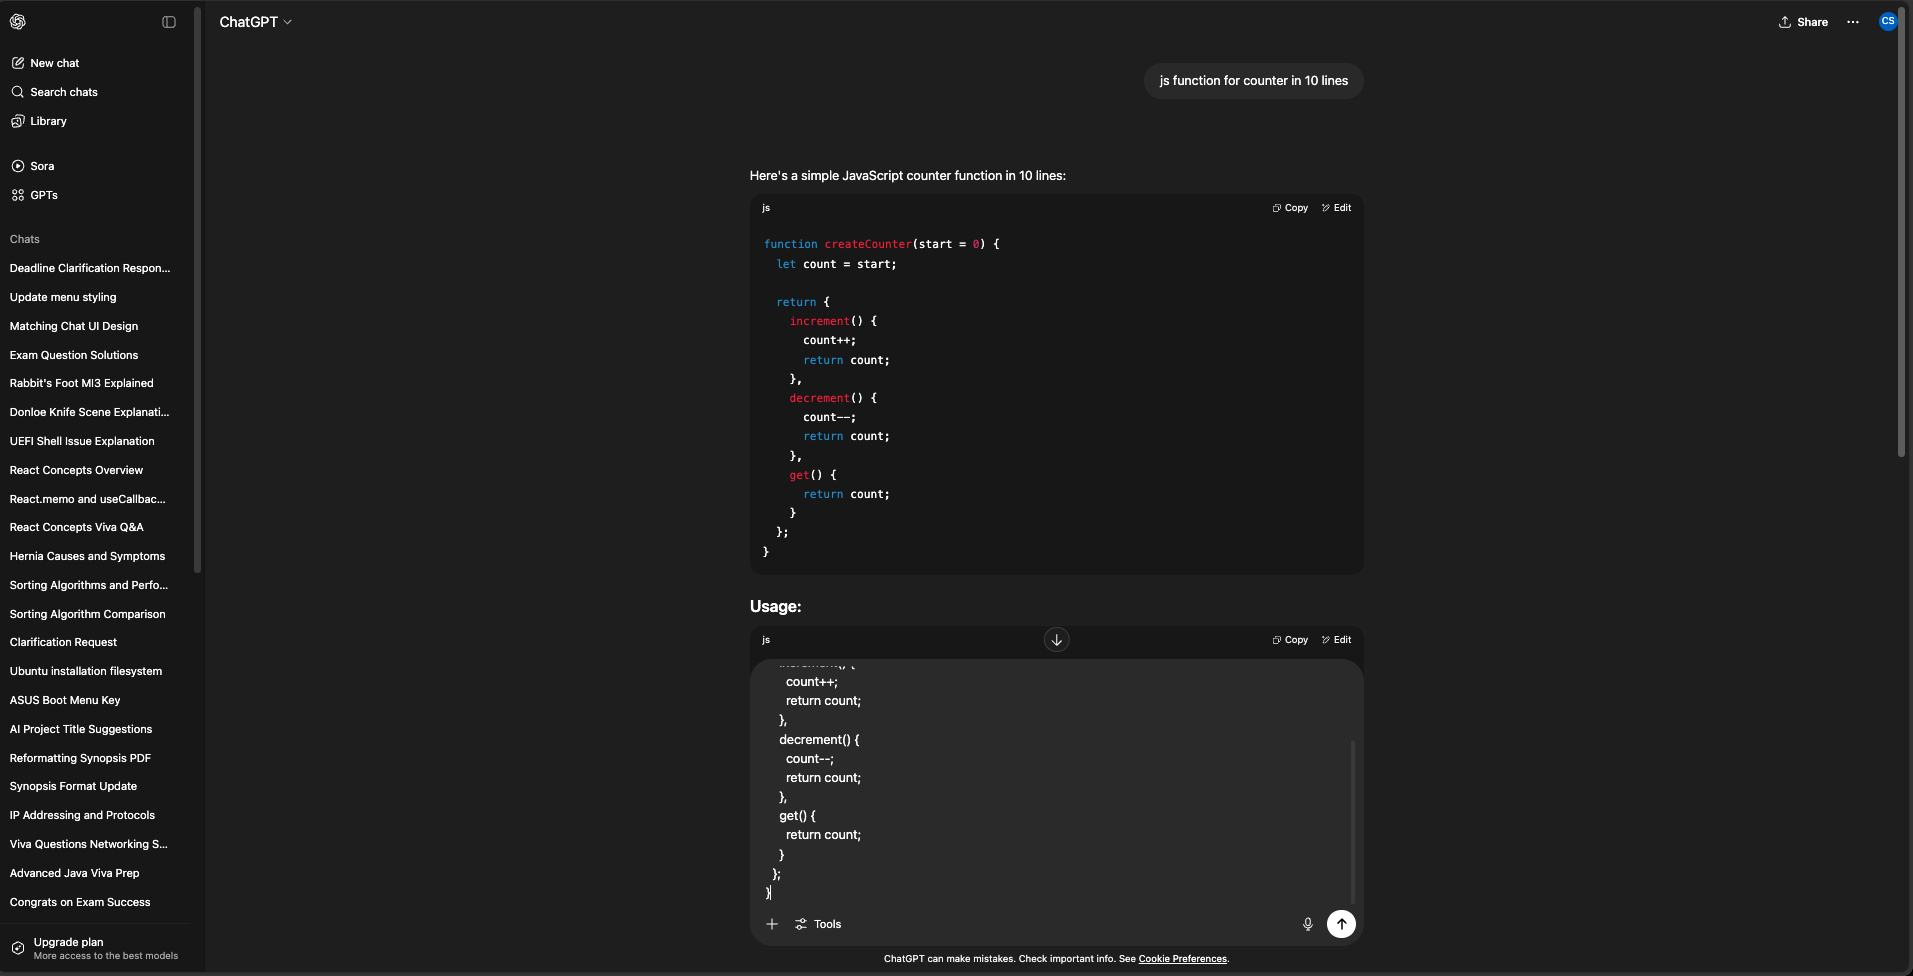 ChatGPT
Share
CS
New chat
Search chats
Library
Sora
GPTs
Chats
Deadline Clarification Respon...
Update menu styling
Matching Chat UI Design
Exam Question Solutions
Rabbit's Foot MI3 Explained
Donloe Knife Scene Explanati...
UEFI Shell Issue Explanation
React Concepts Overview
React.memo and useCallbac...
React Concepts Viva Q&A
Hernia Causes and Symptoms
Sorting Algorithms and Perfo...
Sorting Algorithm Comparison
Clarification Request
Ubuntu installation filesystem
ASUS Boot Menu Key
AI Project Title Suggestions
Reformatting Synopsis PDF
Synopsis Format Update
IP Addressing and Protocols
Viva Questions Networking S...
Advanced Java Viva Prep
Congrats on Exam Success
Upgrade plan
More access to the best models
js function for counter in 10 lines
Here's a simple JavaScript counter function in 10 lines:
js Copy Edit
function createCounter(start = 0) {
let count = start;
return {
increment() {
count++;
return count;
},
decrement() {
count--;
return count;
},
get() {
return count;
}
};
}
Usage:
js Copy Edit
increment() {
count++;
return count;
},
decrement() {
count--;
return count;
},
get() {
return count;
}
};
}
Tools
ChatGPT can make mistakes. Check important info. See Cookie Preferences.